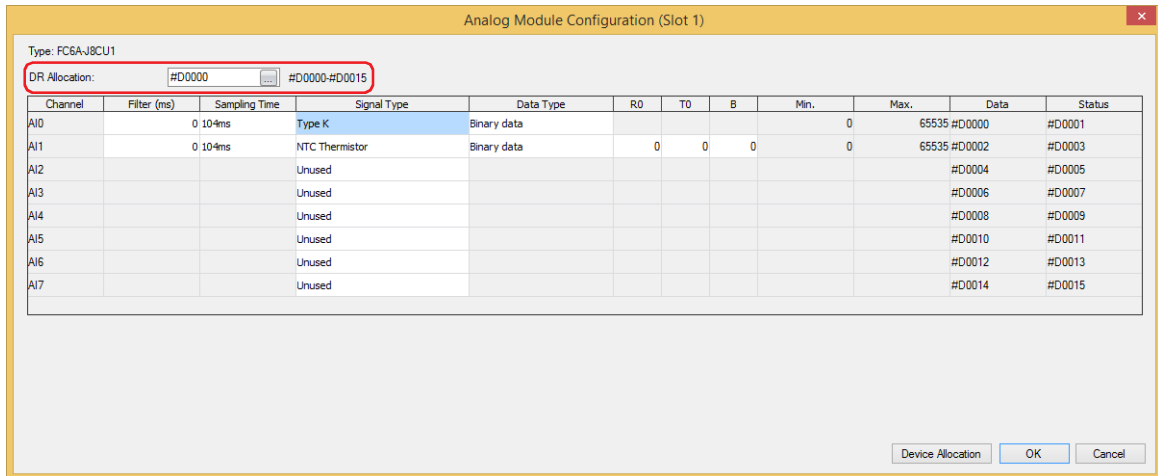 Analog Module Configuration (Slot 1)
Type: FC6A-J8CU1
DR Allocation: #D0000 ... #D0000-#D0015
Channel Filter (ms) Sampling Time Signal Type Data Type R0 T0 B Min. Max. Data Status
AI0 0 104ms Type K Binary data 0 65535 #D0000 #D0001
AI1 0 104ms NTC Thermistor Binary data 0 0 0 0 65535 #D0002 #D0003
AI2 Unused #D0004 #D0005
AI3 Unused #D0006 #D0007
AI4 Unused #D0008 #D0009
AI5 Unused #D0010 #D0011
AI6 Unused #D0012 #D0013
AI7 Unused #D0014 #D0015
Device Allocation OK Cancel